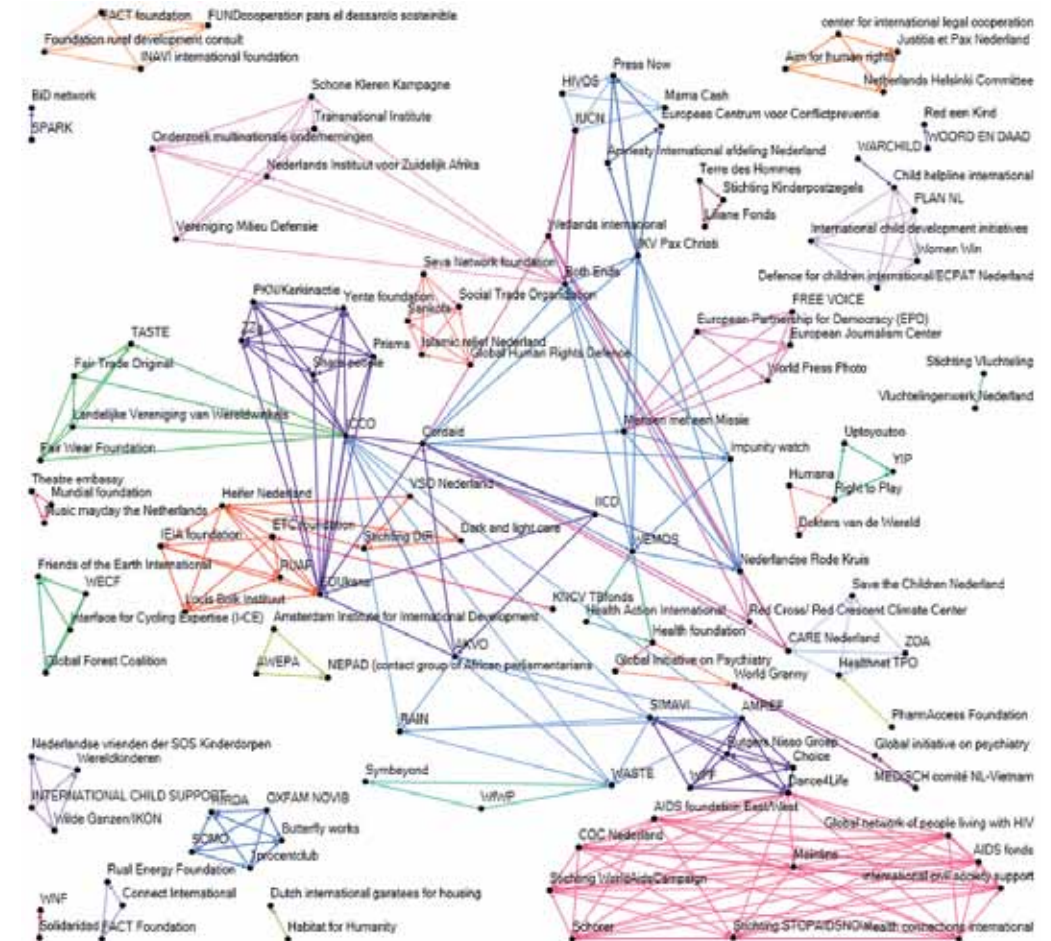 FACT foundation
FUNDcooperation para el dessarolo sosteinible
Foundation rurel development consult
INAVI international foundation
center for international legal cooperation
Justitia et Pax Nederland
Aim for human rights
Netherlands Helsinki Committee
BiD network
SPARK
Schone Kleren Kampagne
Transnational Institute
Onderzoek multinationale ondernemingen
Nederlands Instituut voor Zuidelijk Afrika
Vereniging Milieu Defensie
Press Now
HIVOS
Mama Cash
IUCN
Europees Centrum voor Conflictpreventie
Amnesty International afdeling Nederland
Red een Kind
WOORD EN DAAD
WARCHILD
Child helpline international
PLAN NL
Terre des Hommes
Stichting Kinderpostzegels
Liliane Fonds
International child development initiatives
Women Win
Defence for children international/ECPAT Nederland
Wetlands international
IKV Pax Christi
Both Ends
Seva Network foundation
Social Trade Organization
Islamic relief Nederland
Global Human Rights Defence
PKN/Kerkinactie
Yente foundation
Prisma
Share people
FREE VOICE
European Partnership for Democracy (EPD)
European Journalism Center
World Press Photo
TASTE
Fair Trade Original
Landelijke Vereniging van Wereldwinkels
Fair Wear Foundation
ICCO
Cordaid
Mensen met een Missie
Impunity watch
Stichting Vluchteling
Vluchtelingenwerk Nederland
Uptoyoutoo
YIP
Humana
Right to Play
Dokters van de Wereld
Theatre embasay
Mundial foundation
Music mayday the Netherlands
Heifer Nederland
VSO Nederland
IICD
ETC foundation
IEIA foundation
Stichting DIR
Dark and light care
RUAF
EDUkans
Louis Bolk Instituut
Friends of the Earth International
WECF
Interface for Cycling Expertise (I-CE)
Global Forest Coalition
Amsterdam Institute for International Development
AWEPA
NEPAD (contact group of African perliamentarians
AKVO
KNCV TBfonds
Health Action International
Health foundation
Nederlandse Rode Kruis
Save the Children Nederland
Red Cross/ Red Crescent Climate Center
CARE Nederland
ZOA
Healthnet TPO
Global Initiative on Psychiatry
World Granny
PharmAccess Foundation
RAIN
SIMAVI
AMREF
Rutgers Nisso Groep
Choice
WPF
Dance4Life
WASTE
Global initiative on psychiatry
MEDISCH comité NL-Vietnam
Symbeyond
WfWP
Nederlandse vrienden der SOS Kinderdorpen
Wereldkinderen
INTERNATIONAL CHILD SUPPORT
Wilde Ganzen/IKON
OXFAM NOVIB
SOMO
Butterfly works
1procentclub
AIDS foundation East/West
COC Nederland
Global network of people living with HIV
Mainline
AIDS fonds
international civil society support
Stichting WorldAidsCampaign
Schorer
Stichting STOPAIDSNOW
Health connections international
Rual Energy Foundation
Connect International
FACT Foundation
WNF
Solidaridad
Dutch international garatees for housing
Habitat for Humanity